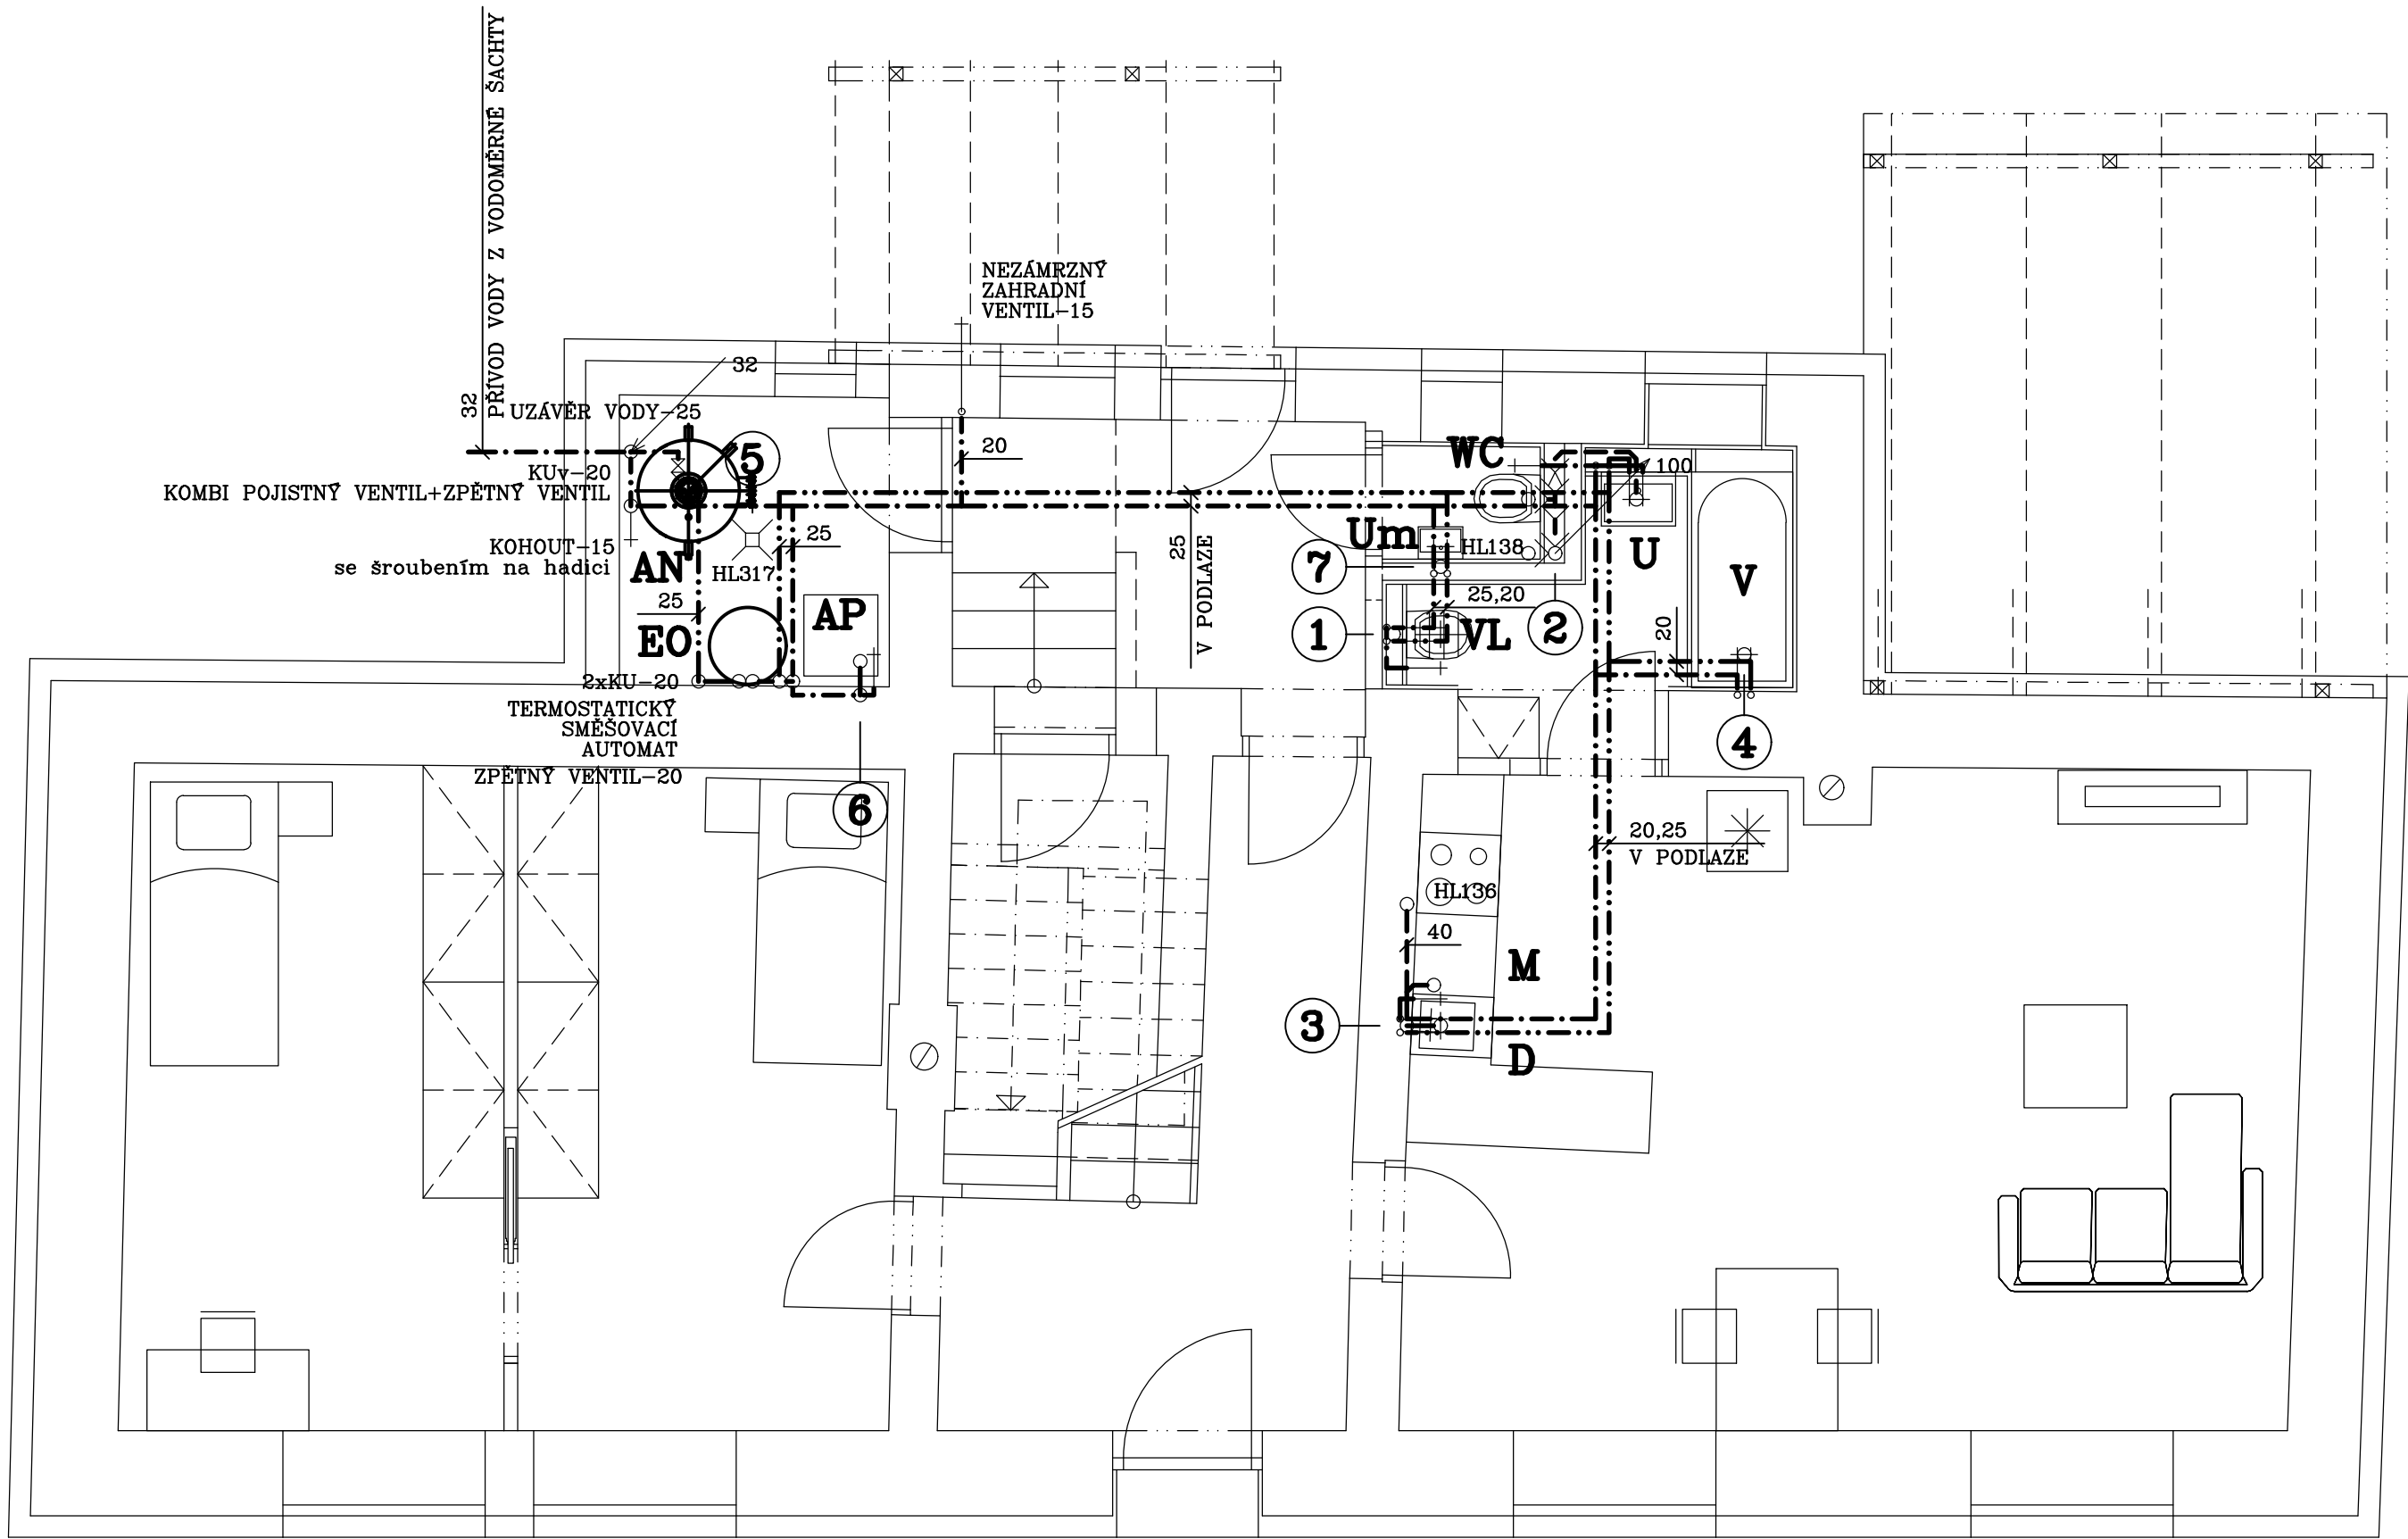 PŘÍVOD VODY Z VODOMĚRNÉ ŠACHTY
32
NEZÁMRZNÝ
ZAHRADNÍ
VENTIL-15
32
UZÁVĚR VODY-25
20
WC
5
100
KUv-20
KOMBI POJISTNÝ VENTIL+ZPĚTNÝ VENTIL
25
25
V PODLAZE
Um
HL138
U
KOHOUT-15
se šroubením na hadici
AN
HL317
7
V
25
AP
25,20
EO
1
VL
2
20
2xKU-20
TERMOSTATICKÝ
SMĚŠOVACÍ
AUTOMAT
ZPĚTNÝ VENTIL-20
4
6
20,25
V PODLAZE
HL136
40
M
3
D